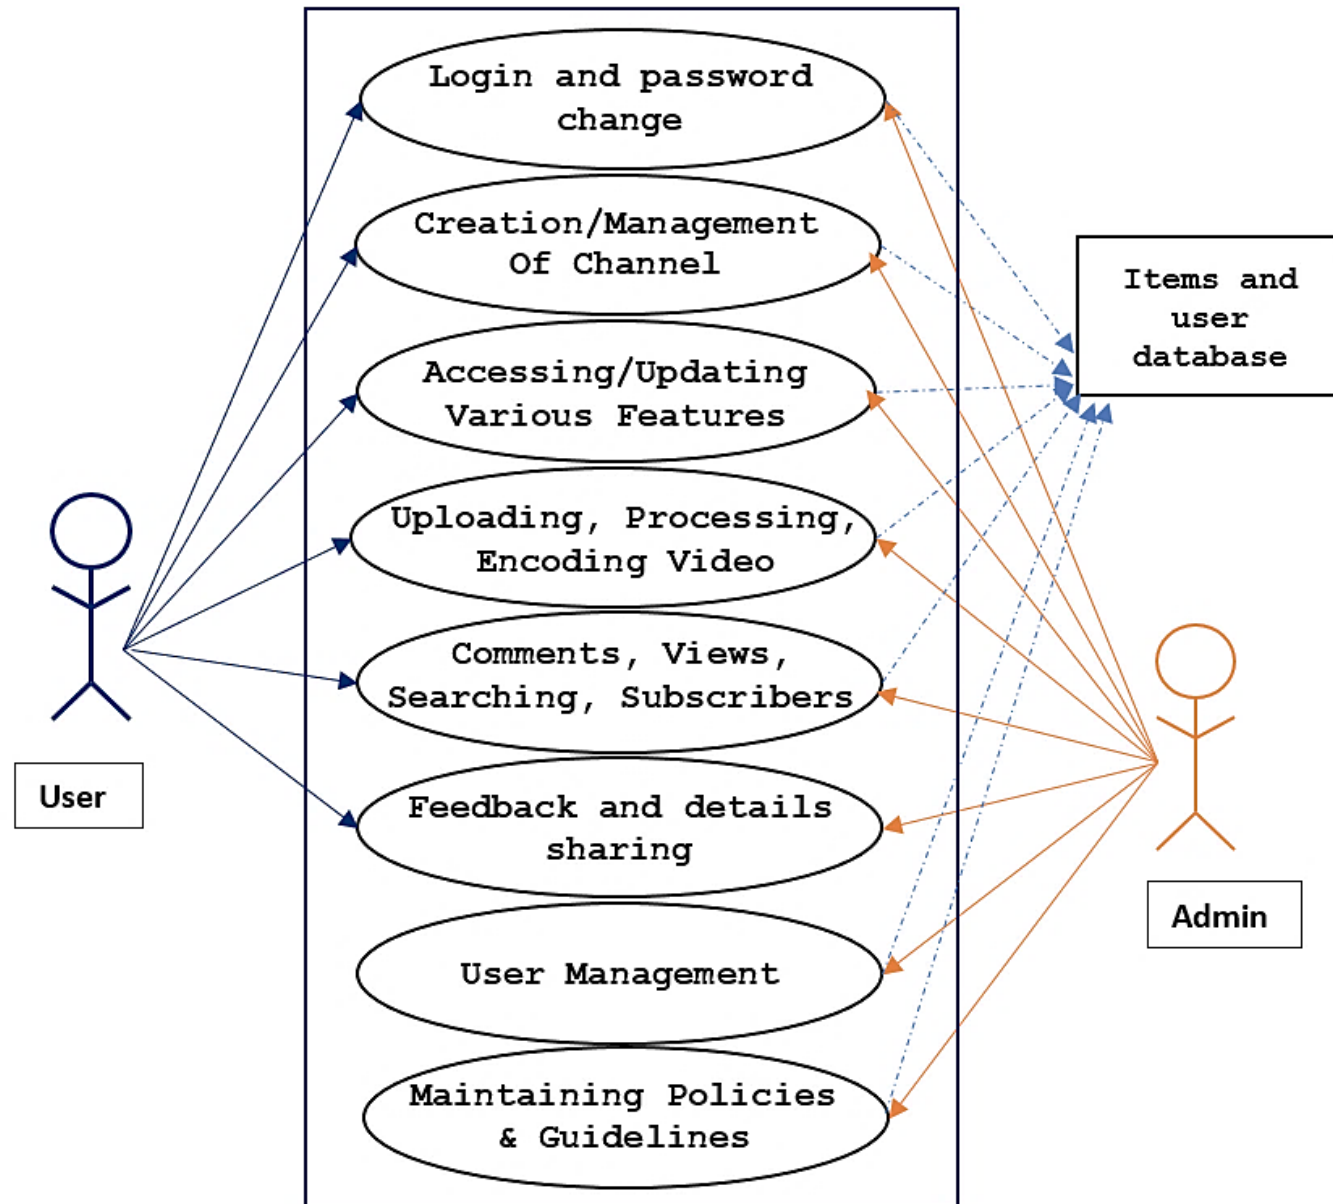 Login and password
change
Creation/Management
Of Channel
Accessing/Updating
Various Features
Uploading, Processing,
Encoding Video
Comments, Views,
Searching, Subscribers
Feedback and details
sharing
User Management
Maintaining Policies
& Guidelines
Items and
user
database
User
Admin